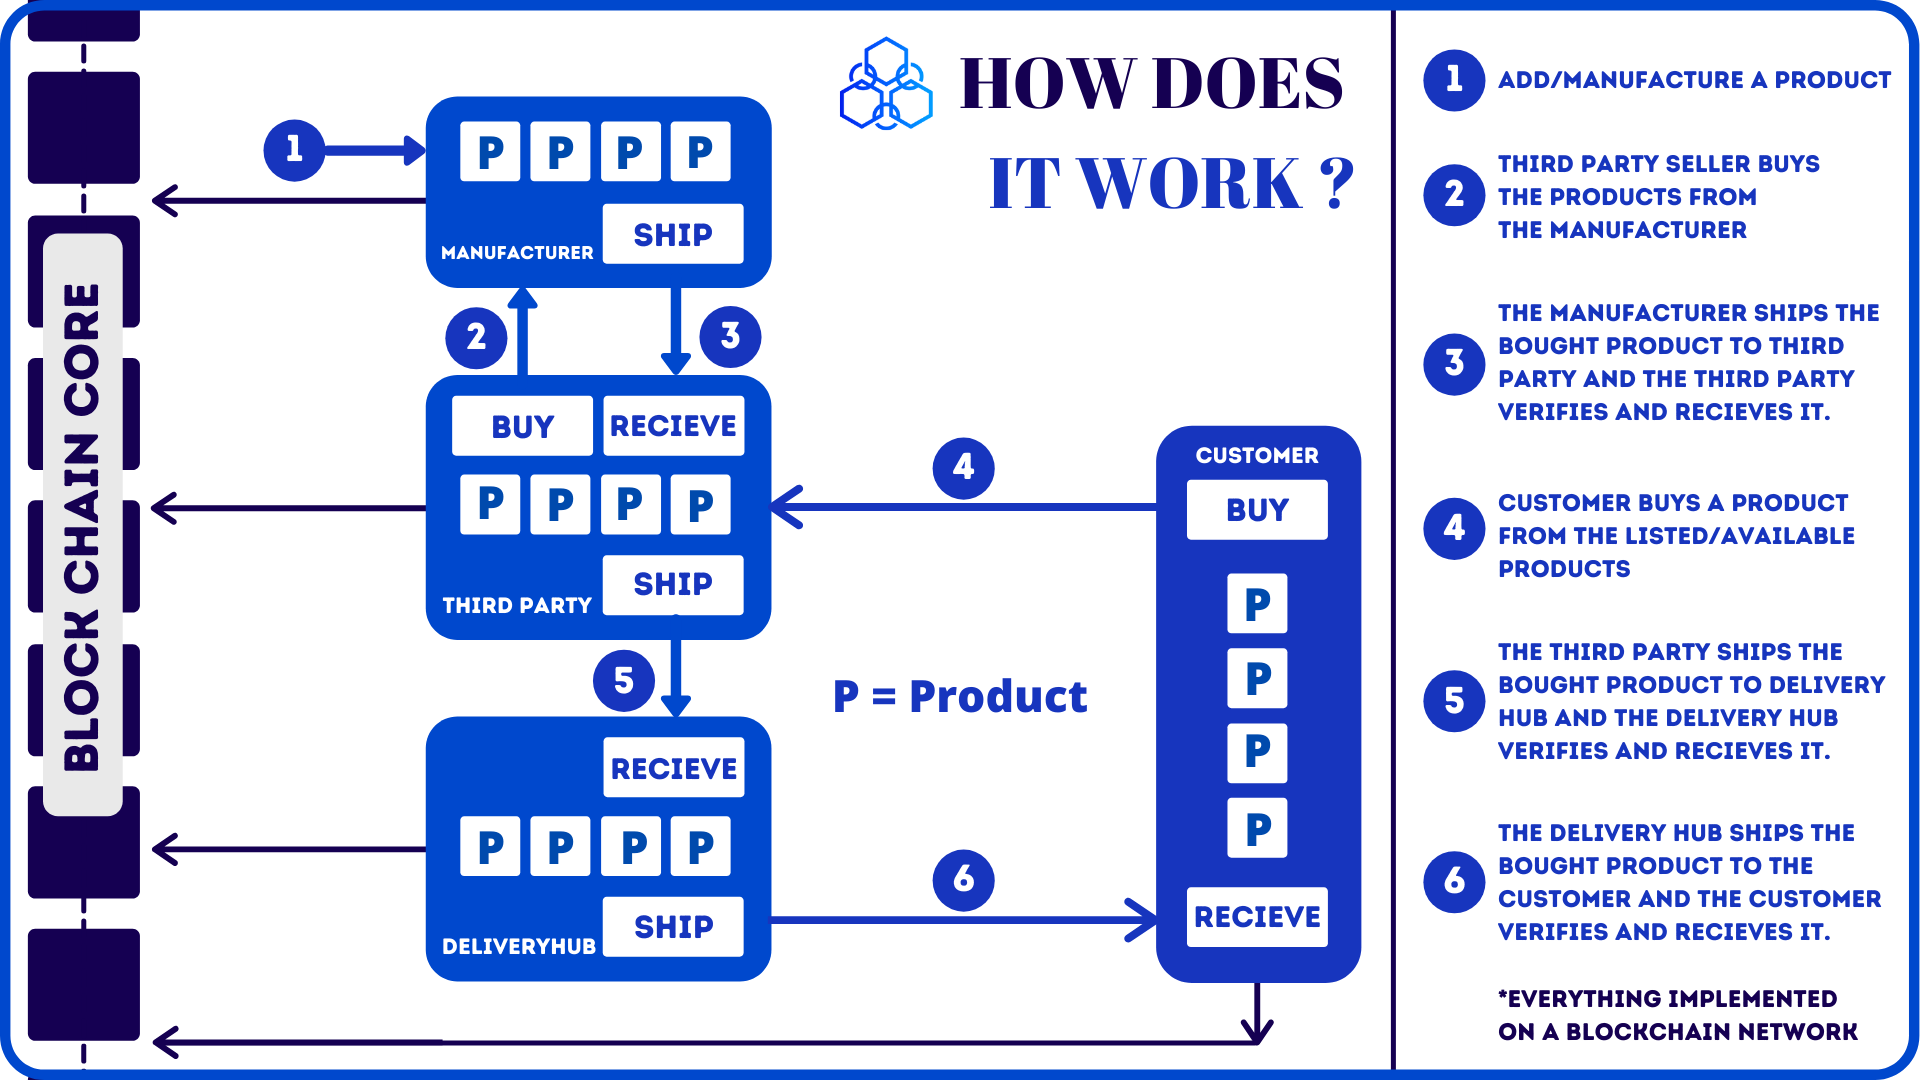 HOW DOES
IT WORK ?
BLOCK CHAIN CORE
1
P P P P
SHIP
MANUFACTURER
2
3
BUY
RECIEVE
P P P P
SHIP
THIRD PARTY
4
5
P = Product
RECIEVE
P P P P
SHIP
DELIVERYHUB
6
CUSTOMER
BUY
P
P
P
P
RECIEVE
1
ADD/MANUFACTURE A PRODUCT
2
THIRD PARTY SELLER BUYS
THE PRODUCTS FROM
THE MANUFACTURER
3
THE MANUFACTURER SHIPS THE
BOUGHT PRODUCT TO THIRD
PARTY AND THE THIRD PARTY
VERIFIES AND RECIEVES IT.
4
CUSTOMER BUYS A PRODUCT
FROM THE LISTED/AVAILABLE
PRODUCTS
5
THE THIRD PARTY SHIPS THE
BOUGHT PRODUCT TO DELIVERY
HUB AND THE DELIVERY HUB
VERIFIES AND RECIEVES IT.
6
THE DELIVERY HUB SHIPS THE
BOUGHT PRODUCT TO THE
CUSTOMER AND THE CUSTOMER
VERIFIES AND RECIEVES IT.
*EVERYTHING IMPLEMENTED
ON A BLOCKCHAIN NETWORK